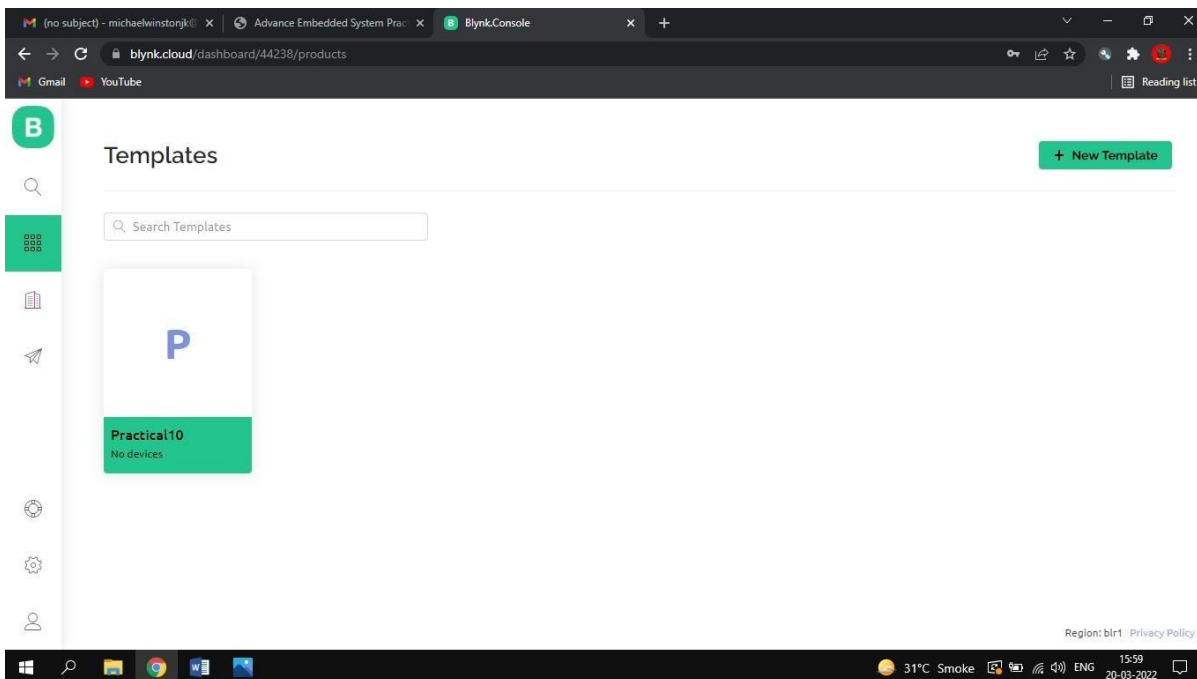 (no subject) - michaelwinstonjk@
Advance Embedded System Prac
B Blynk.Console
blynk.cloud/dashboard/44238/products
Gmail
YouTube
Reading list
B
Templates
+ New Template
Search Templates
P
Practical10
No devices
Region: blr1 Privacy Policy
31°C Smoke
ENG
15:59
20-03-2022